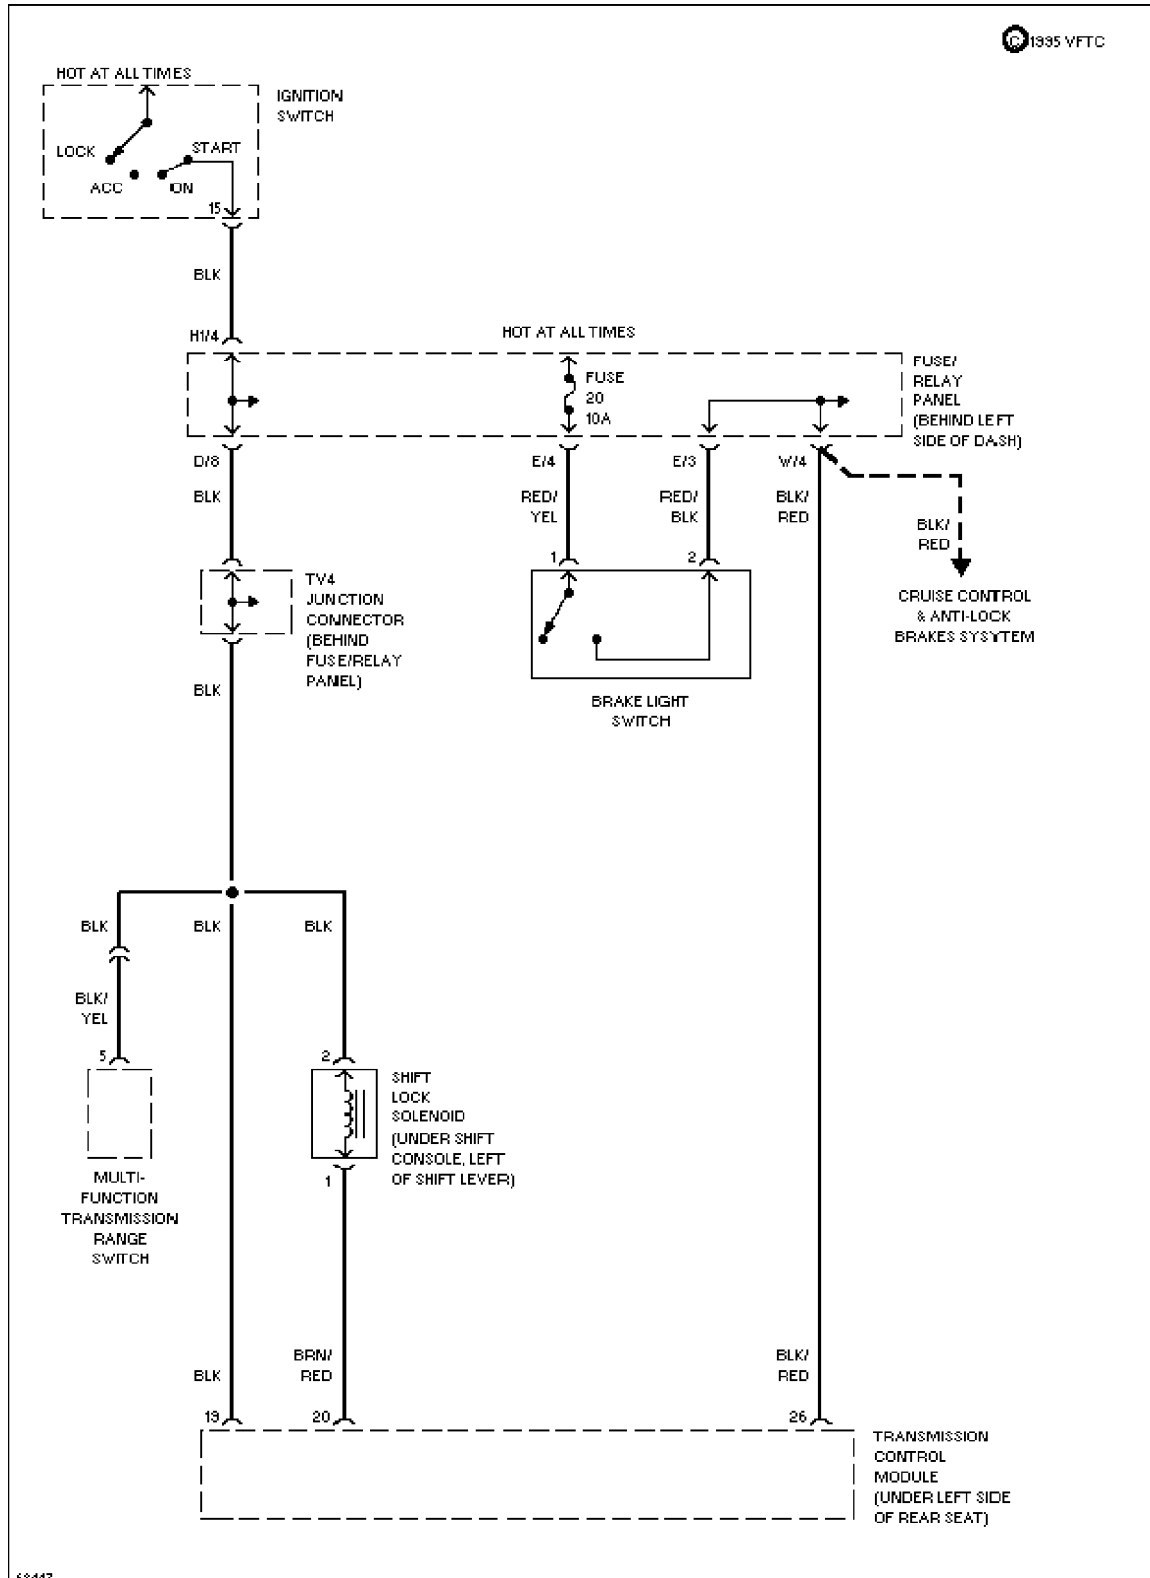 © 1995 VFTC
HOT AT ALL TIMES
IGNITION
SWITCH
LOCK
START
ACC
ON
15
BLK
H1/4
HOT AT ALL TIMES
FUSE
20
10A
FUSE/
RELAY
PANEL
(BEHIND LEFT
SIDE OF DASH)
D/8
E/4
E/3
W/4
BLK
RED/
YEL
RED/
BLK
BLK/
RED
BLK/
RED
1
2
TV4
JUNCTION
CONNECTOR
(BEHIND
FUSE/RELAY
PANEL)
CRUISE CONTROL
& ANTI-LOCK
BRAKES SYSYTEM
BLK
BRAKE LIGHT
SWITCH
BLK
BLK
BLK
BLK/
YEL
5
2
SHIFT
LOCK
SOLENOID
(UNDER SHIFT
CONSOLE, LEFT
OF SHIFT LEVER)
1
MULTI-
FUNCTION
TRANSMISSION
RANGE
SWITCH
BLK
BRN/
RED
BLK/
RED
19
20
26
TRANSMISSION
CONTROL
MODULE
(UNDER LEFT SIDE
OF REAR SEAT)